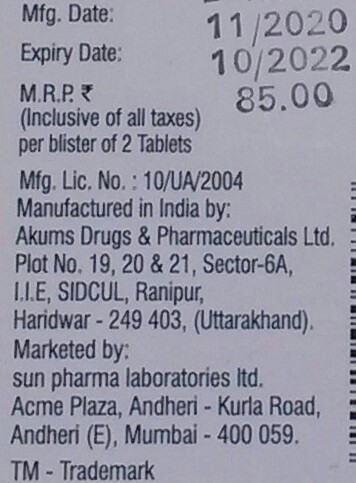 Mfg. Date: 11/2020
Expiry Date: 10/2022
M.R.P. ₹ 85.00
(Inclusive of all taxes)
per blister of 2 Tablets
Mfg. Lic. No. : 10/UA/2004
Manufactured in India by:
Akums Drugs & Pharmaceuticals Ltd.
Plot No. 19, 20 & 21, Sector-6A,
I.I.E, SIDCUL, Ranipur,
Haridwar - 249 403, (Uttarakhand).
Marketed by:
sun pharma laboratories ltd.
Acme Plaza, Andheri - Kurla Road,
Andheri (E), Mumbai - 400 059.
TM - Trademark